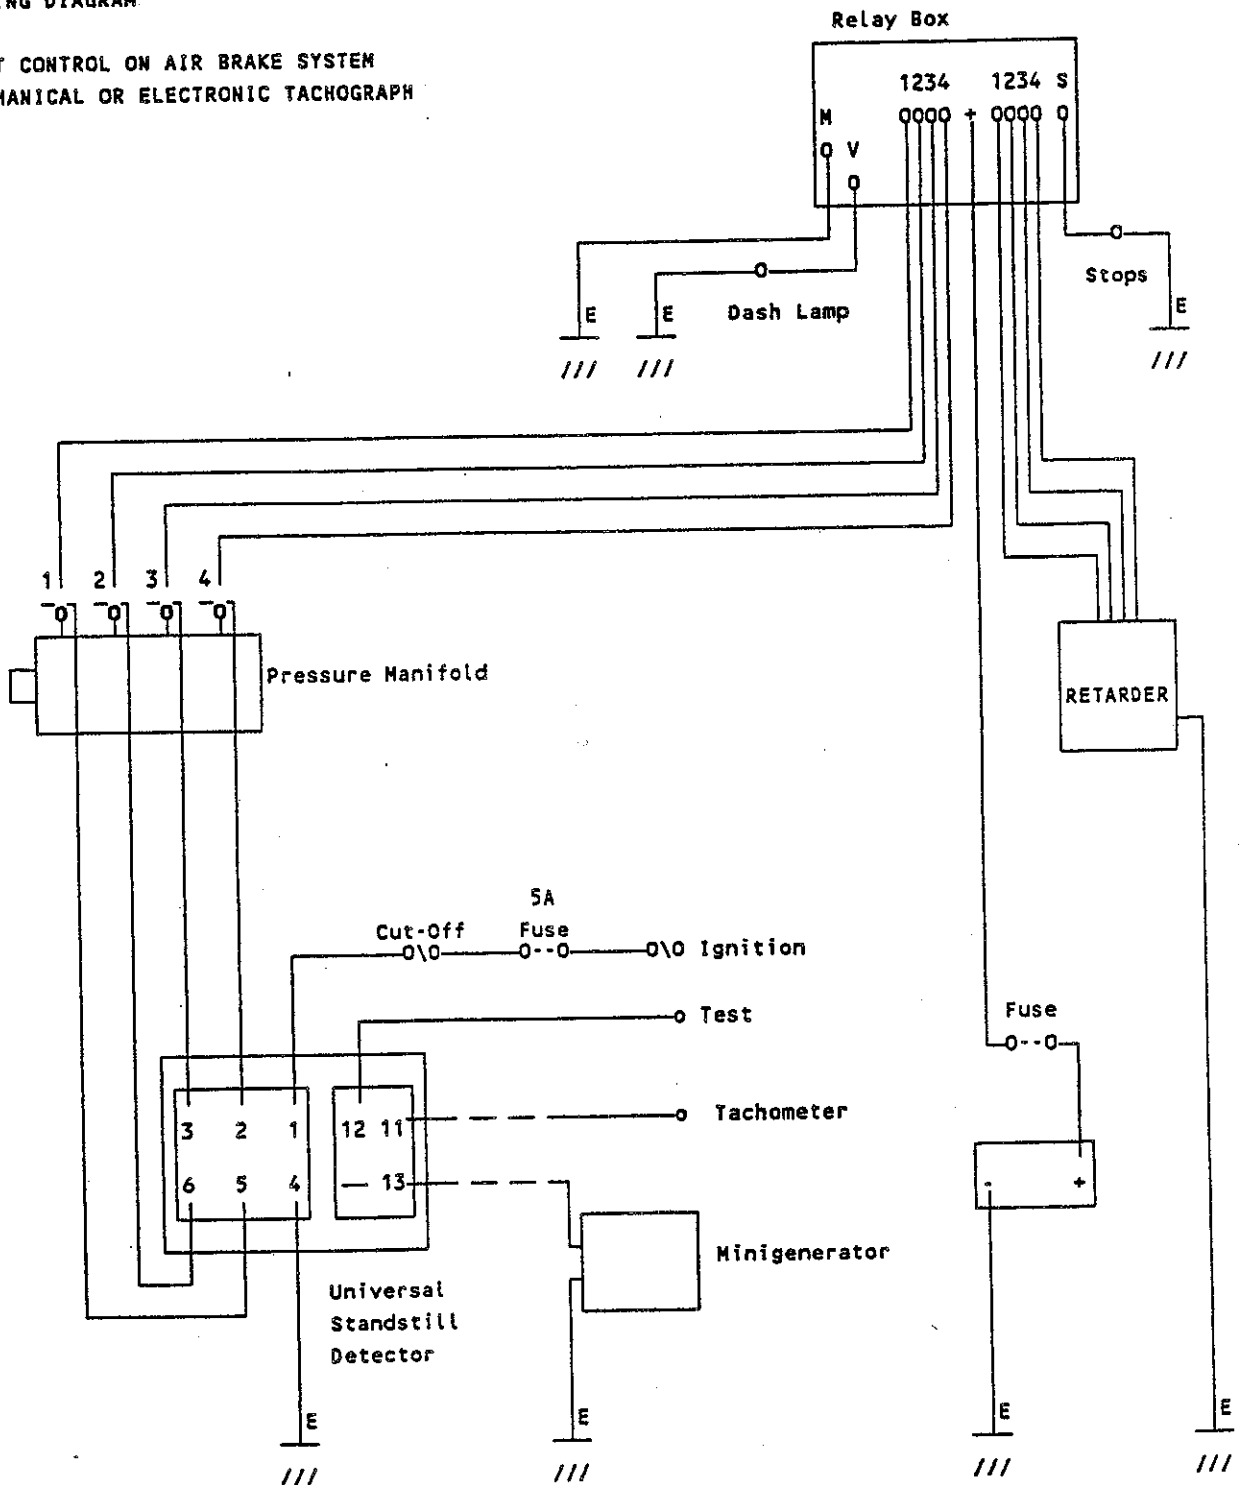 DIAGRAM
CONTROL ON AIR BRAKE SYSTEM
OR ELECTRONIC TACHOGRAPH
Relay Box
1234 1234 S
M + 
V
Stops
E E Dash Lamp E
1 2 3 4
Pressure Manifold
RETARDER
5A
Cut-Off Fuse
Ignition
Test
Fuse
Tachometer
3 2 1 12 11
6 5 4 — 13
- +
Minigenerator
Universal
Standstill
Detector
E E E E